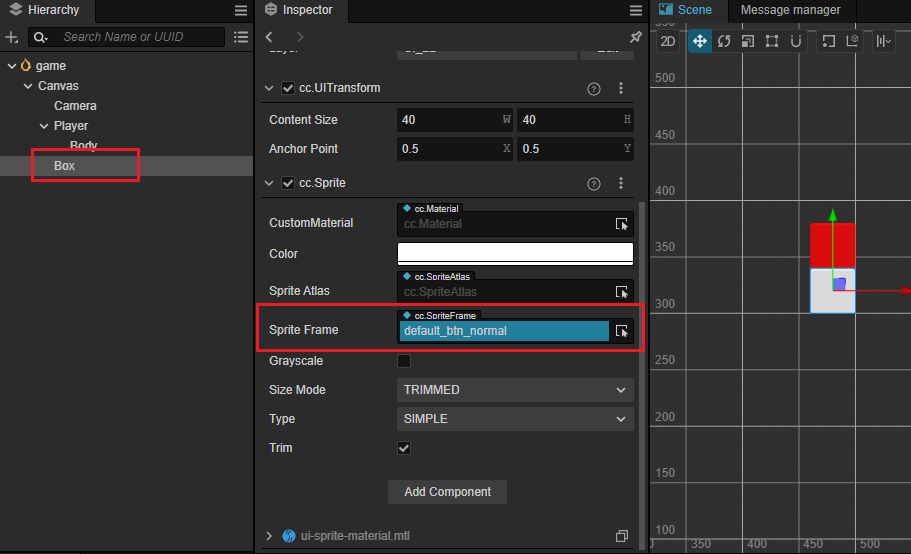 Hierarchy
Search Name or UUID
game
Canvas
Camera
Player
Body
Box
Inspector
cc.UITransform
Content Size
40
W
40
H
Anchor Point
0.5
X
0.5
Y
cc.Sprite
CustomMaterial
cc.Material
cc.Material
Color
Sprite Atlas
cc.SpriteAtlas
cc.SpriteAtlas
Sprite Frame
cc.SpriteFrame
default_btn_normal
Grayscale
Size Mode
TRIMMED
Type
SIMPLE
Trim
Add Component
ui-sprite-material.mtl
Scene
Message manager
2D
500
450
400
350
300
250
200
150
100
350
400
450
500